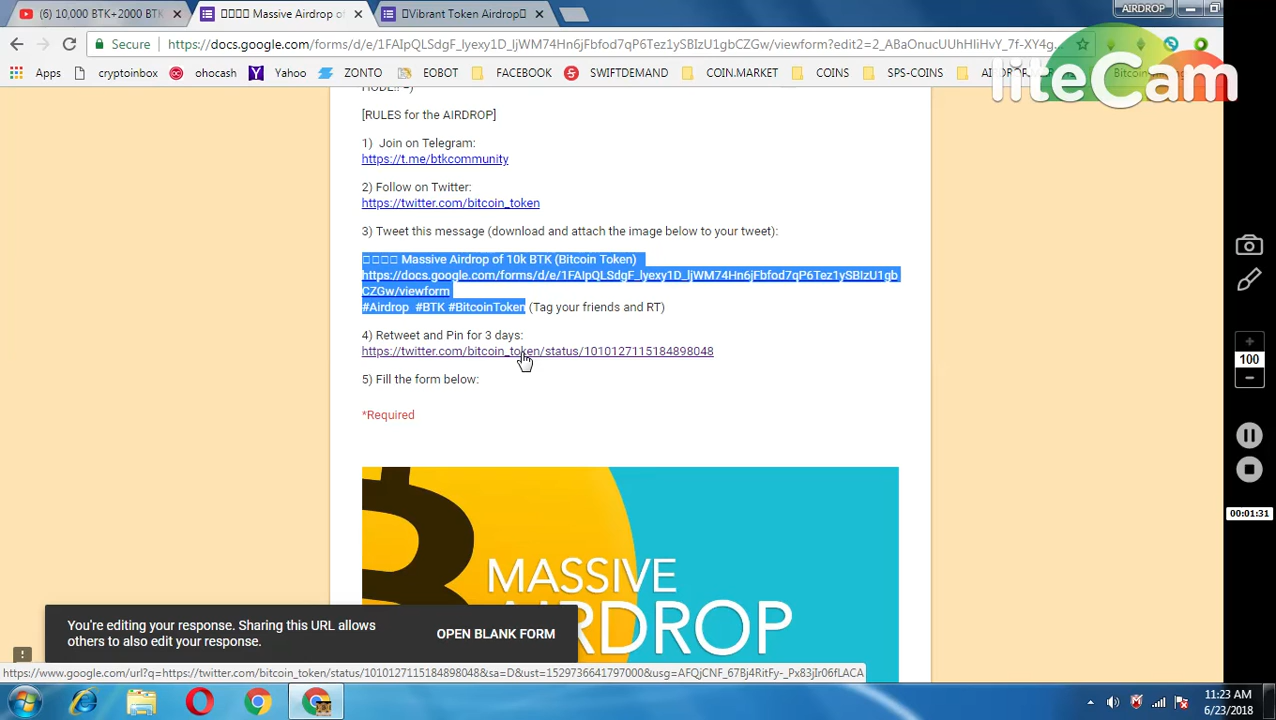 (6) 10,000 BTK+2000 BTK
Massive Airdrop of
Vibrant Token Airdrop
AIRDROP
Secure
https://docs.google.com/forms/d/e/1FAIpQLSdgF_lyexy1D_ljWM74Hn6jFbfod7qP6Tez1ySBIzU1gbCZGw/viewform?edit2=2_ABaOnucUUhHIiHvY_7f-XY4g...
Apps cryptoinbox ohocash Yahoo ZONTO EOBOT FACEBOOK SWIFTDEMAND COIN.MARKET COINS SPS-COINS
liteCam
MODE!! =)
[RULES for the AIRDROP]
1) Join on Telegram:
https://t.me/btkcommunity
2) Follow on Twitter:
https://twitter.com/bitcoin_token
3) Tweet this message (download and attach the image below to your tweet):
Massive Airdrop of 10k BTK (Bitcoin Token)
https://docs.google.com/forms/d/e/1FAIpQLSdgF_lyexy1D_ljWM74Hn6jFbfod7qP6Tez1ySBIzU1gb
CZGw/viewform
#Airdrop #BTK #BitcoinToken (Tag your friends and RT)
4) Retweet and Pin for 3 days:
https://twitter.com/bitcoin_token/status/1010127115184898048
5) Fill the form below:
*Required
MASSIVE
AIRDROP
You're editing your response. Sharing this URL allows
others to also edit your response.
OPEN BLANK FORM
https://www.google.com/url?q=https://twitter.com/bitcoin_token/status/1010127115184898048&sa=D&ust=1529736641797000&usg=AFQjCNF_67Bj4RitFy-_Px83jIr06fLACA
100
00:01:31
11:23 AM
6/23/2018